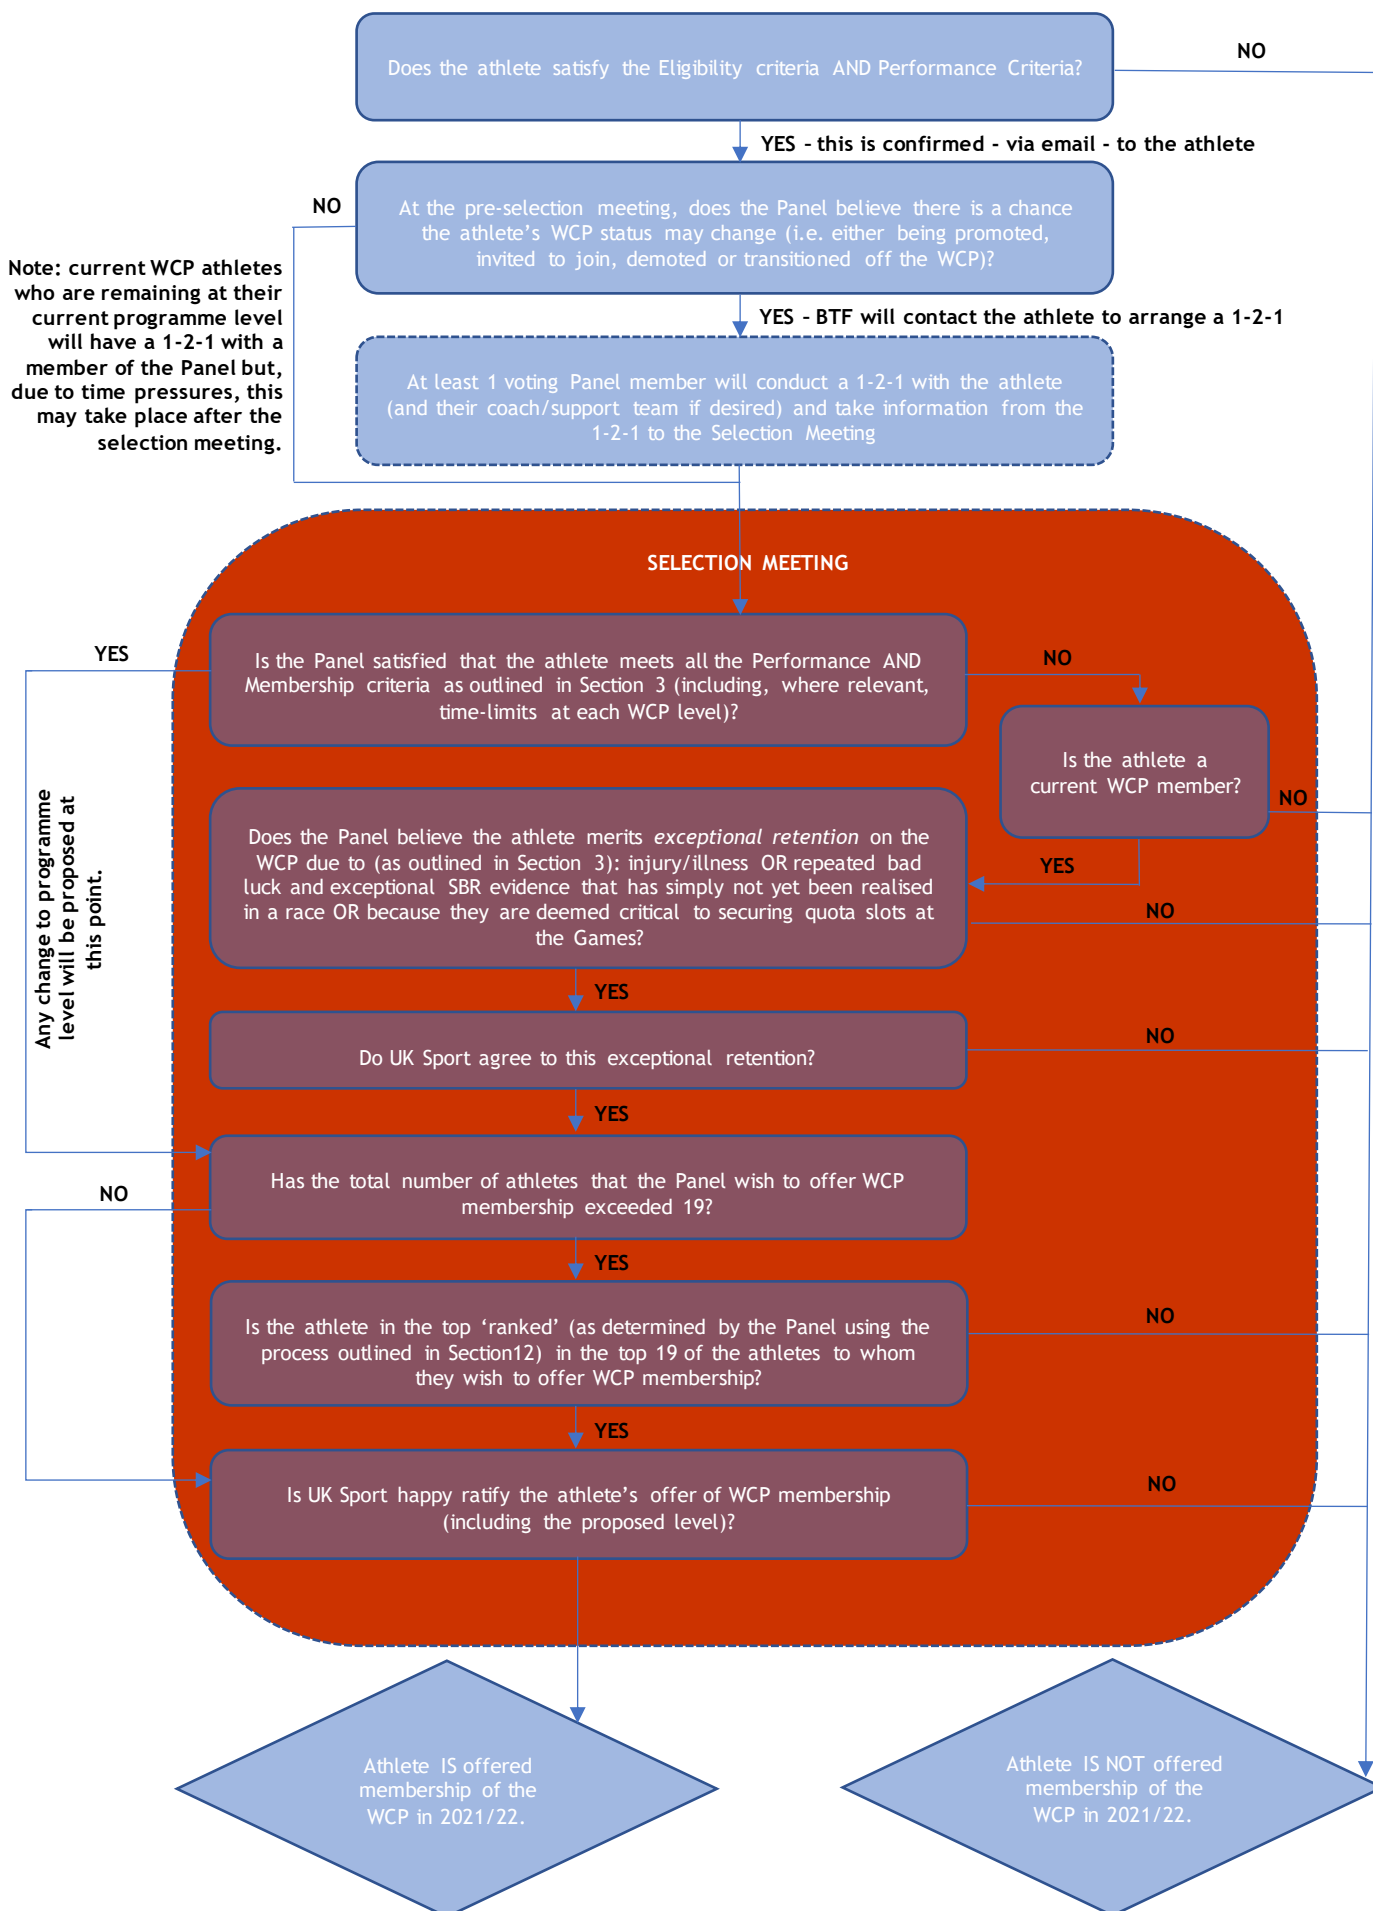 Does the athlete satisfy the Eligibility criteria AND Performance Criteria?
NO
YES – this is confirmed - via email - to the athlete
NO
At the pre-selection meeting, does the Panel believe there is a chance
the athlete's WCP status may change (i.e. either being promoted,
invited to join, demoted or transitioned off the WCP)?
Note: current WCP athletes
who are remaining at their
current programme level
will have a 1-2-1 with a
member of the Panel but,
due to time pressures, this
may take place after the
selection meeting.
YES – BTF will contact the athlete to arrange a 1-2-1
At least 1 voting Panel member will conduct a 1-2-1 with the athlete
(and their coach/support team if desired) and take information from the
1-2-1 to the Selection Meeting
SELECTION MEETING
YES
Is the Panel satisfied that the athlete meets all the Performance AND
Membership criteria as outlined in Section 3 (including, where relevant,
time-limits at each WCP level)?
NO
Is the athlete a
current WCP member?
NO
YES
Any change to programme
level will be proposed at
this point.
Does the Panel believe the athlete merits exceptional retention on the
WCP due to (as outlined in Section 3): injury/illness OR repeated bad
luck and exceptional SBR evidence that has simply not yet been realised
in a race OR because they are deemed critical to securing quota slots at
the Games?
NO
YES
Do UK Sport agree to this exceptional retention?
NO
YES
Has the total number of athletes that the Panel wish to offer WCP
membership exceeded 19?
NO
YES
Is the athlete in the top 'ranked' (as determined by the Panel using the
process outlined in Section12) in the top 19 of the athletes to whom
they wish to offer WCP membership?
NO
YES
Is UK Sport happy ratify the athlete's offer of WCP membership
(including the proposed level)?
NO
Athlete IS offered
membership of the
WCP in 2021/22.
Athlete IS NOT offered
membership of the
WCP in 2021/22.